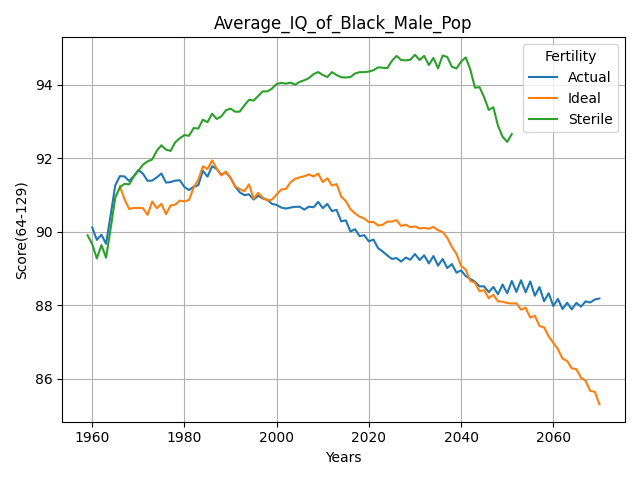 Average_IQ_of_Black_Male_Pop
Score(64-129)
94
92
90
88
86
1960
1980
2000
2020
2040
2060
Years
Fertility
Actual
Ideal
Sterile